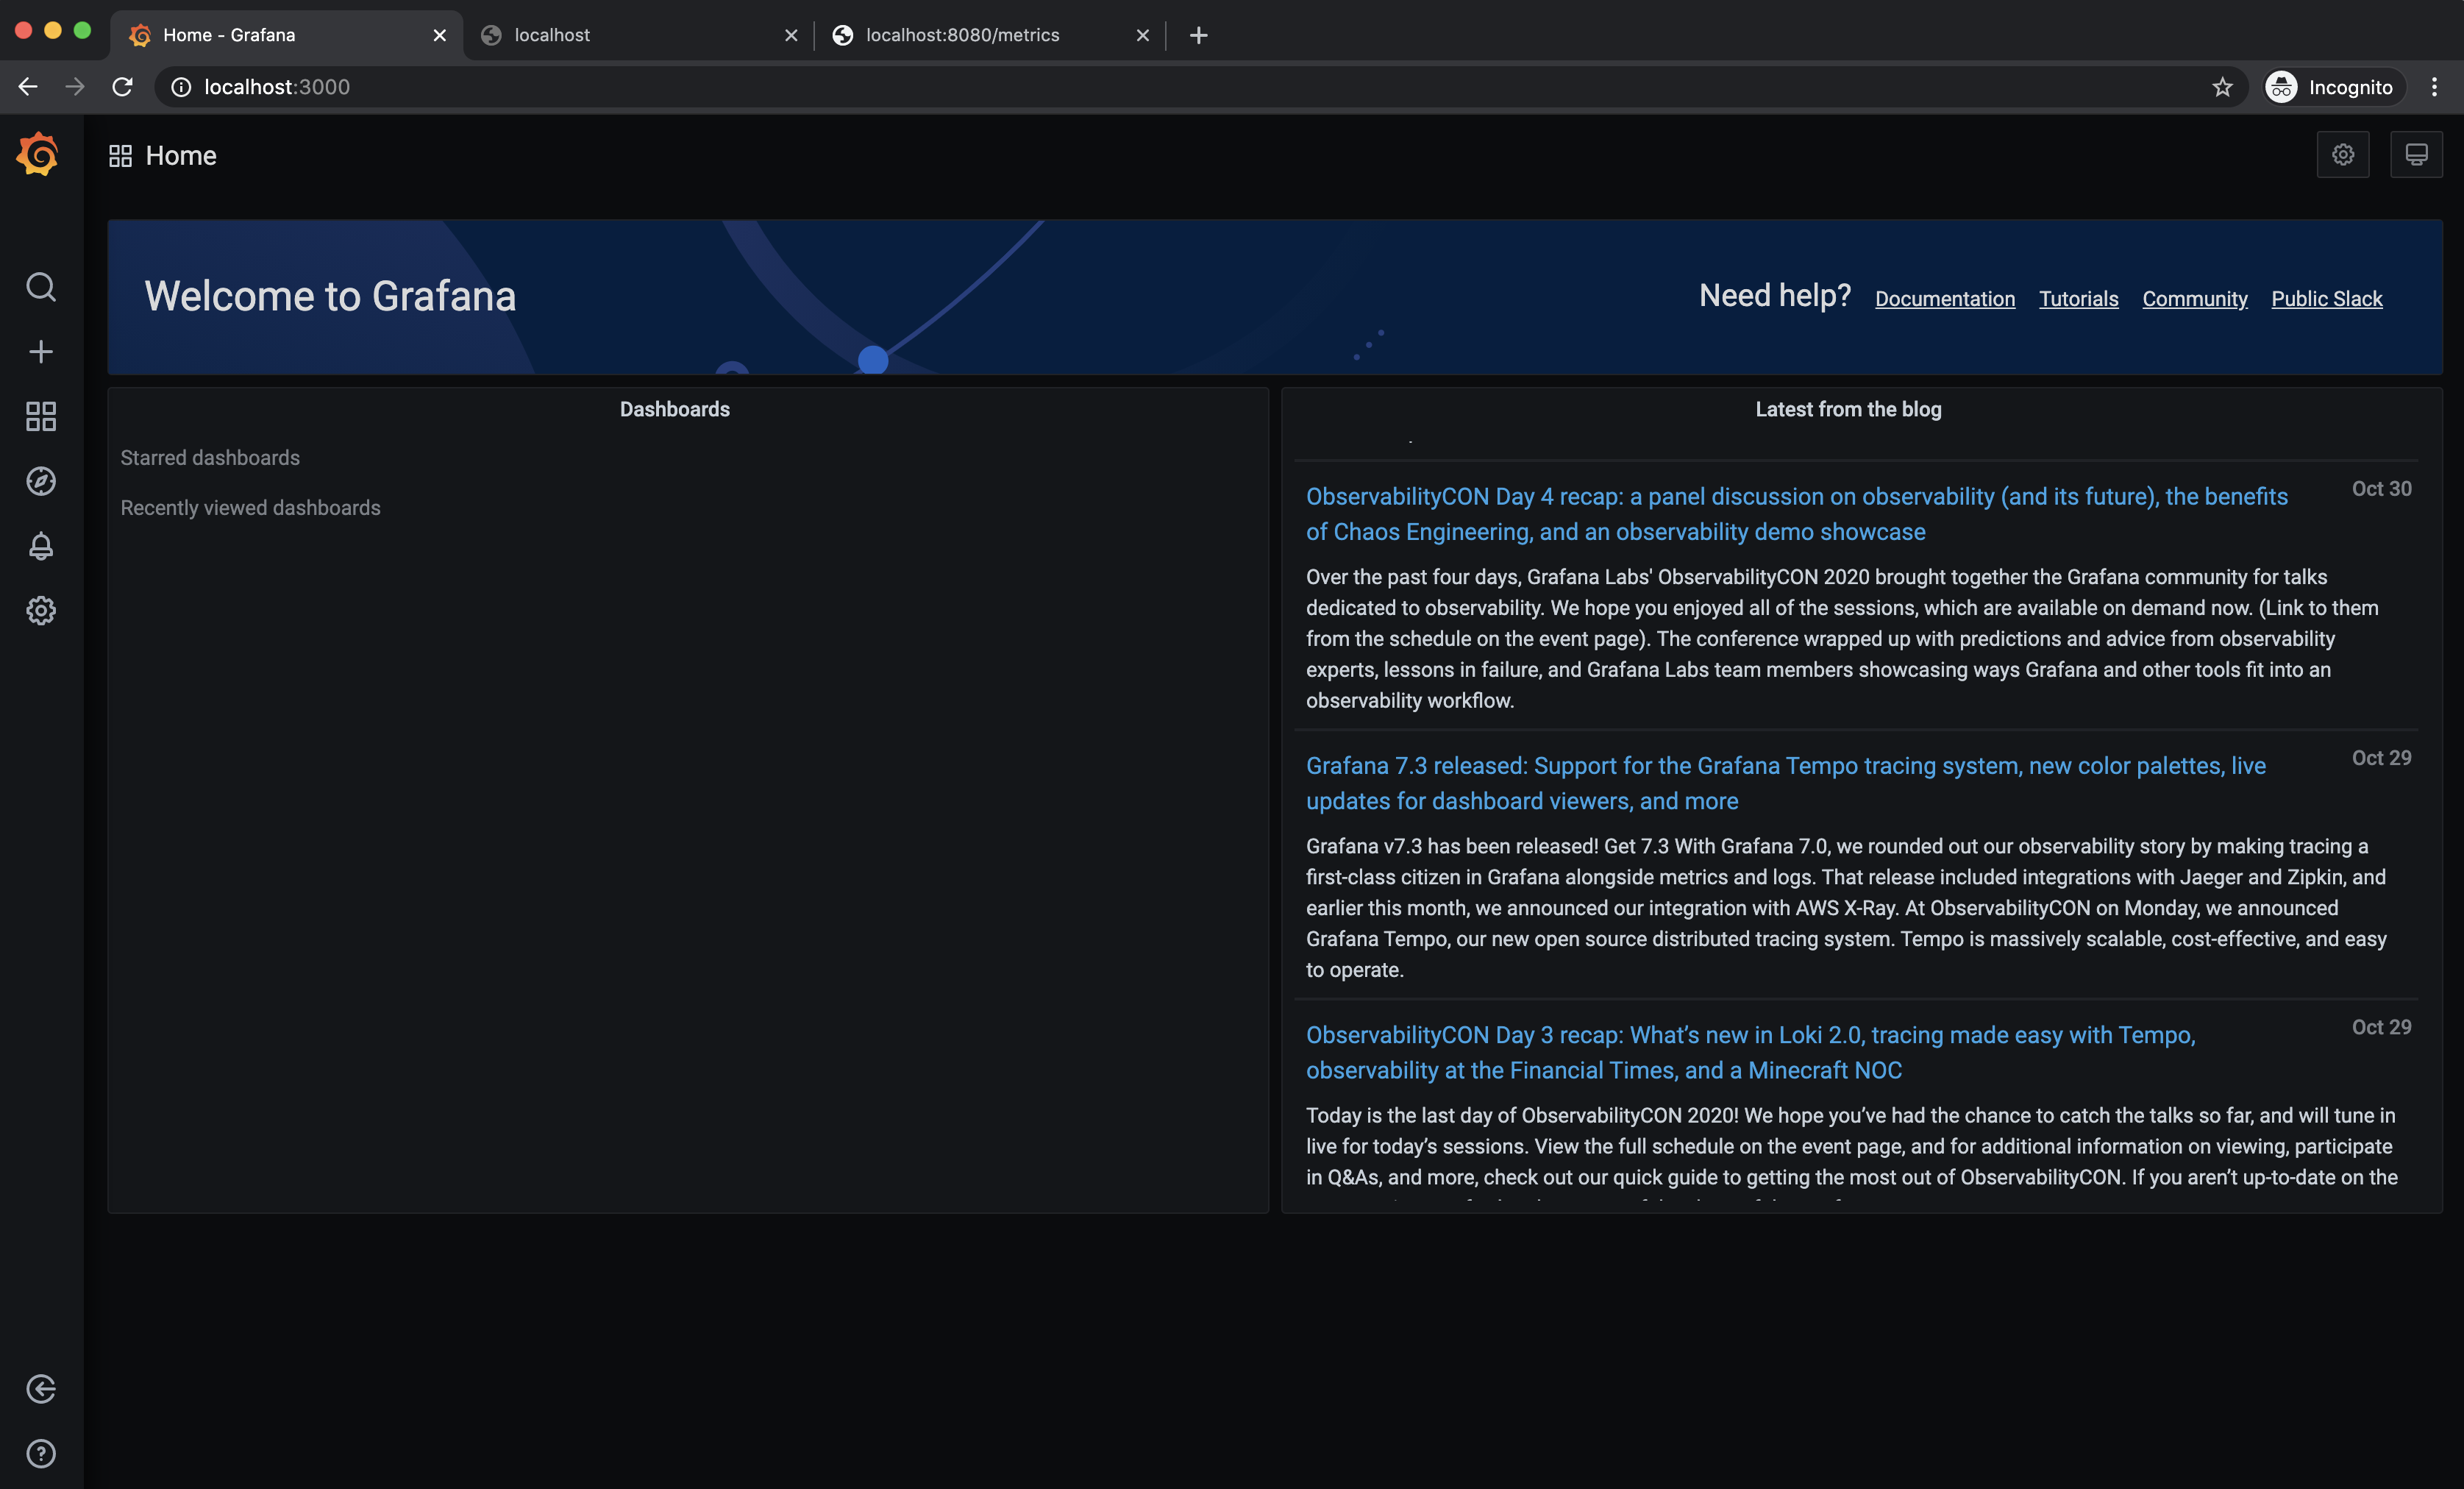 Home - Grafana
localhost
localhost:8080/metrics
localhost:3000
Incognito
Home
Welcome to Grafana
Need help? Documentation Tutorials Community Public Slack
Dashboards
Starred dashboards
Recently viewed dashboards
Latest from the blog
ObservabilityCON Day 4 recap: a panel discussion on observability (and its future), the benefits
of Chaos Engineering, and an observability demo showcase
Oct 30
Over the past four days, Grafana Labs' ObservabilityCON 2020 brought together the Grafana community for talks
dedicated to observability. We hope you enjoyed all of the sessions, which are available on demand now. (Link to them
from the schedule on the event page). The conference wrapped up with predictions and advice from observability
experts, lessons in failure, and Grafana Labs team members showcasing ways Grafana and other tools fit into an
observability workflow.
Grafana 7.3 released: Support for the Grafana Tempo tracing system, new color palettes, live
updates for dashboard viewers, and more
Oct 29
Grafana v7.3 has been released! Get 7.3 With Grafana 7.0, we rounded out our observability story by making tracing a
first-class citizen in Grafana alongside metrics and logs. That release included integrations with Jaeger and Zipkin, and
earlier this month, we announced our integration with AWS X-Ray. At ObservabilityCON on Monday, we announced
Grafana Tempo, our new open source distributed tracing system. Tempo is massively scalable, cost-effective, and easy
to operate.
ObservabilityCON Day 3 recap: What’s new in Loki 2.0, tracing made easy with Tempo,
observability at the Financial Times, and a Minecraft NOC
Oct 29
Today is the last day of ObservabilityCON 2020! We hope you’ve had the chance to catch the talks so far, and will tune in
live for today’s sessions. View the full schedule on the event page, and for additional information on viewing, participate
in Q&As, and more, check out our quick guide to getting the most out of ObservabilityCON. If you aren’t up-to-date on the